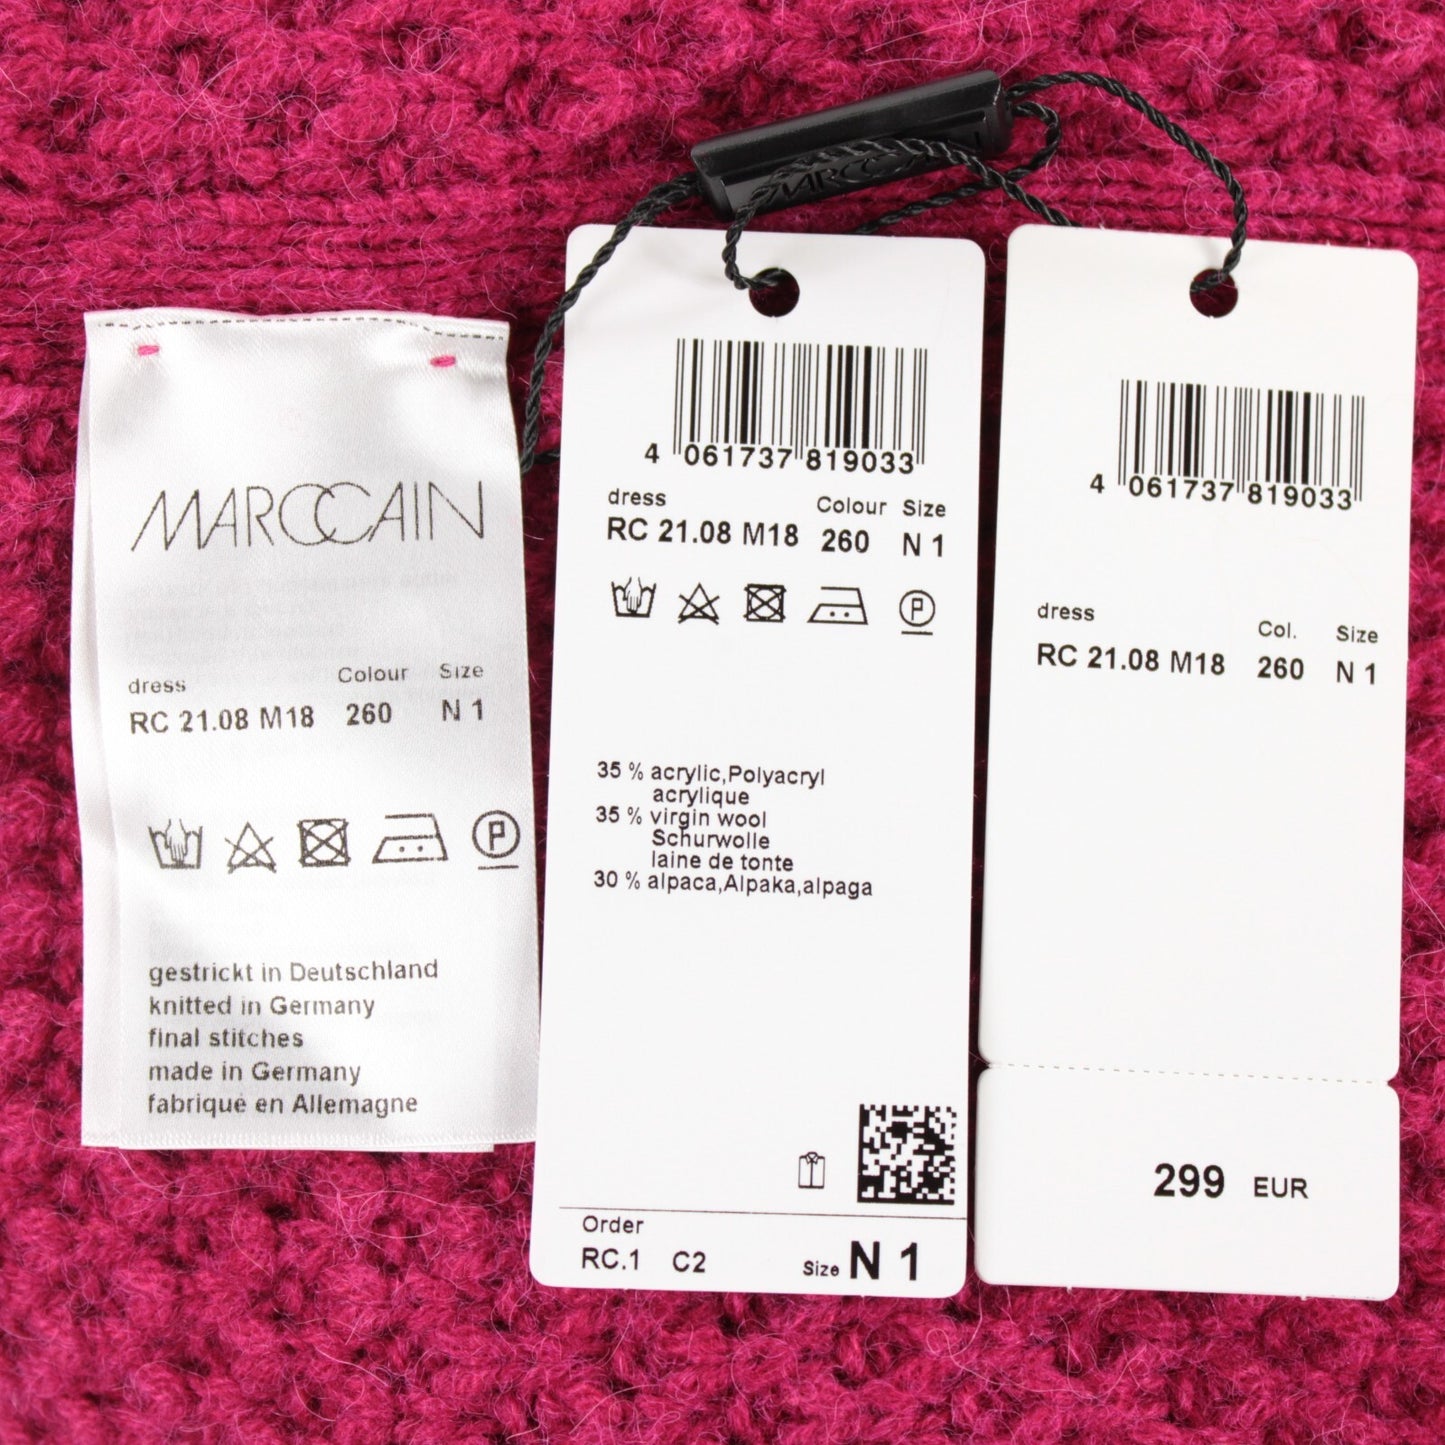 MARCCAIN
MARCCAIN
dress Colour Size
RC 21.08 M18 260 N 1
P
gestrickt in Deutschland
knitted in Germany
final stitches
made in Germany
fabriqué en Allemagne
4 061737 819033
dress Colour Size
RC 21.08 M18 260 N 1
P
35 % acrylic,Polyacryl
acrylique
35 % virgin wool
Schurwolle
laine de tonte
30 % alpaca,Alpaka,alpaga
Order
RC.1 C2 Size N 1
4 061737 819033
dress Col. Size
RC 21.08 M18 260 N 1
299 EUR